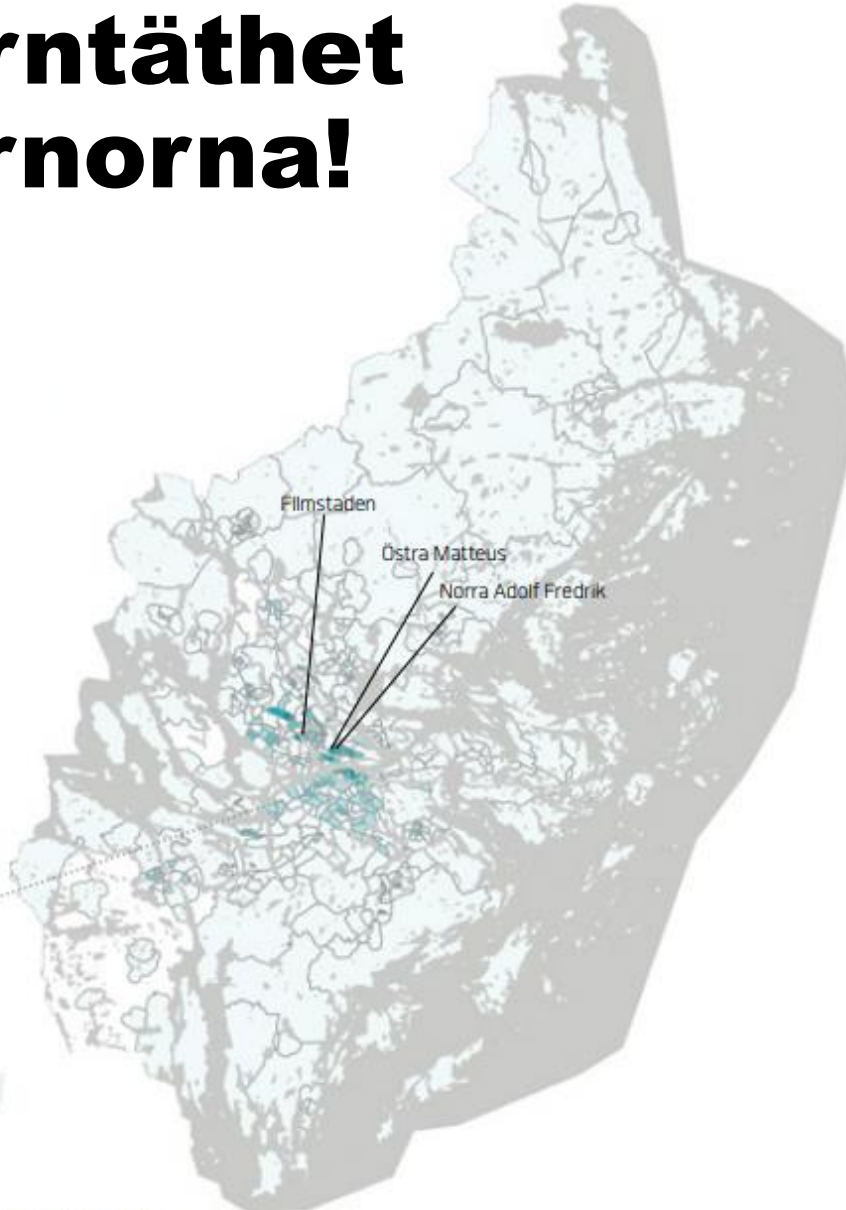 rntäthet
rnorna!
Filmstaden
Östra Matteus
Norra Adolf Fredrik